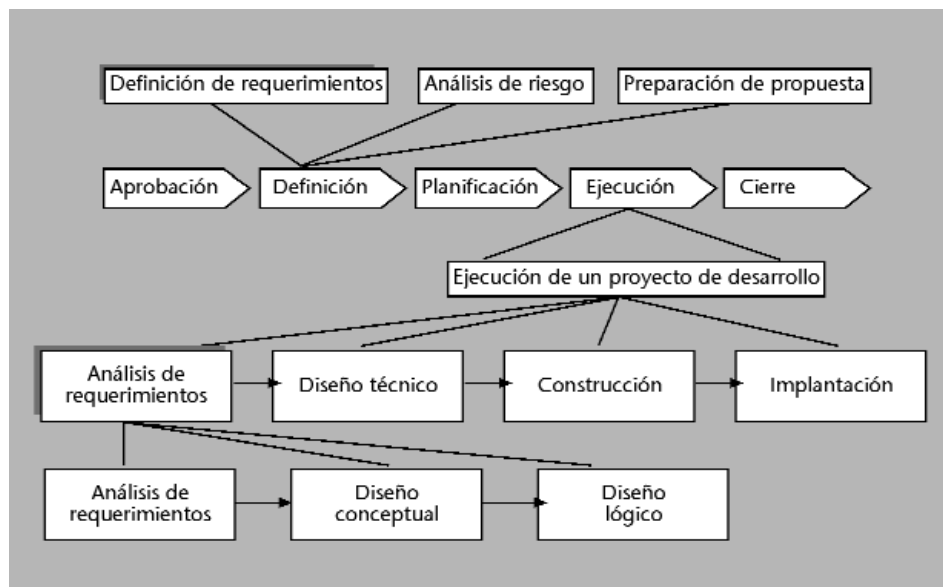 Definición de requerimientos
Análisis de riesgo
Preparación de propuesta
Aprobación
Definición
Planificación
Ejecución
Cierre
Ejecución de un proyecto de desarrollo
Análisis de
requerimientos
Diseño técnico
Construcción
Implantación
Análisis de
requerimientos
Diseño
conceptual
Diseño
lógico